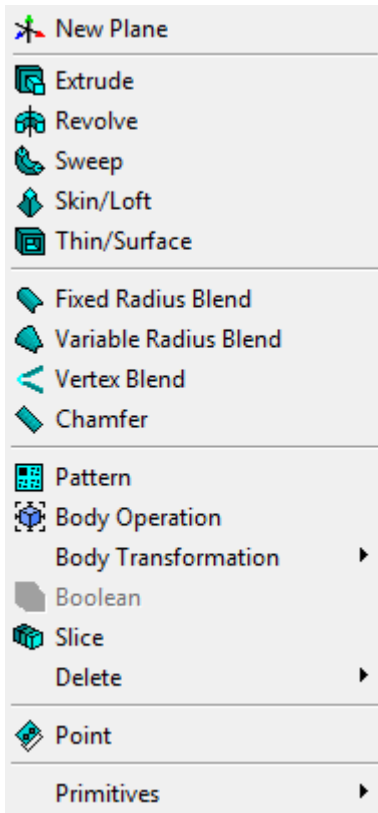 New Plane
Extrude
Revolve
Sweep
Skin/Loft
Thin/Surface
Fixed Radius Blend
Variable Radius Blend
Vertex Blend
Chamfer
Pattern
Body Operation
Body Transformation
Boolean
Slice
Delete
Point
Primitives